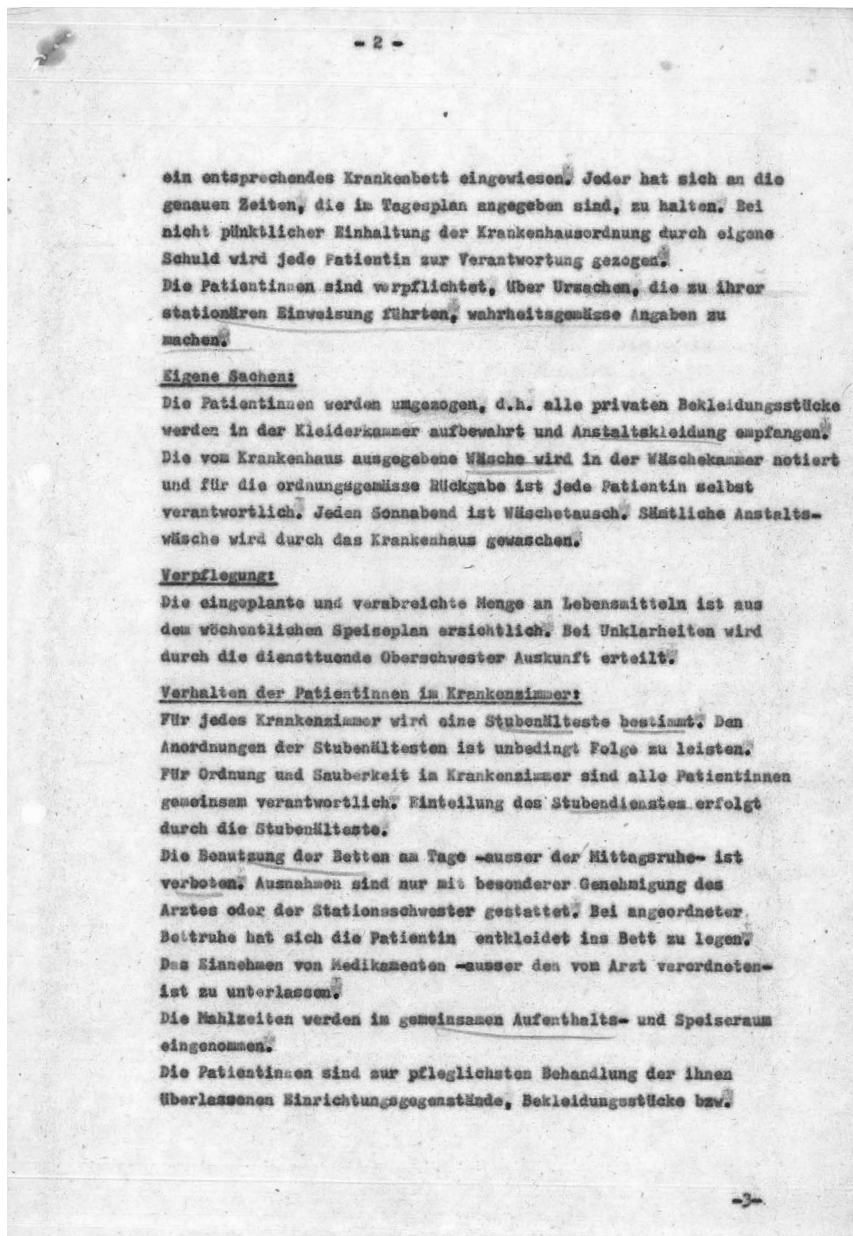 - 2 -
ein entsprechendes Krankenbett eingewiesen. Jeder hat sich an die
genauen Zeiten, die im Tagesplan angegeben sind, zu halten. Bei
nicht pünktlicher Einhaltung der Krankenhausordnung durch eigene
Schuld wird jede Patientin zur Verantwortung gezogen.
Die Patientinnen sind verpflichtet, über Ursachen, die zu ihrer
stationären Einweisung führten, wahrheitsgemässe Angaben zu
machen.
Eigene Sachen:
Die Patientinnen werden umgezogen, d.h. alle privaten Bekleidungsstücke
werden in der Kleiderkammer aufbewahrt und Anstaltskleidung empfangen.
Die vom Krankenhaus ausgegebene Wäsche wird in der Wäschekammer notiert
und für die ordnungsgemässe Rückgabe ist jede Patientin selbst
verantwortlich. Jeden Sonnabend ist Wäschetausch. Sämtliche Anstalts-
wäsche wird durch das Krankenhaus gewaschen.
Verpflegung:
Die eingeplante und verabreichte Menge an Lebensmitteln ist aus
dem wöchentlichen Speiseplan ersichtlich. Bei Unklarheiten wird
durch die diensttuende Oberschwester Auskunft erteilt.
Verhalten der Patientinnen im Krankenzimmer:
Für jedes Krankenzimmer wird eine Stubenälteste bestimmt. Den
Anordnungen der Stubenältesten ist unbedingt Folge zu leisten.
Für Ordnung und Sauberkeit im Krankenzimmer sind alle Patientinnen
gemeinsam verantwortlich. Einteilung des Stubendienstes erfolgt
durch die Stubenälteste.
Die Benutzung der Betten am Tage -ausser der Mittagsruhe- ist
verboten. Ausnahmen sind nur mit besonderer Genehmigung des
Arztes oder der Stationsschwester gestattet. Bei angeordneter
Bettruhe hat sich die Patientin entkleidet ins Bett zu legen.
Das Einnehmen von Medikamenten -ausser den vom Arzt verordneten-
ist zu unterlassen.
Die Mahlzeiten werden im gemeinsamen Aufenthalts- und Speiseraum
eingenommen.
Die Patientinnen sind zur pfleglichsten Behandlung der ihnen
überlassenen Einrichtungsgegenstände, Bekleidungsstücke bzw.
-3-